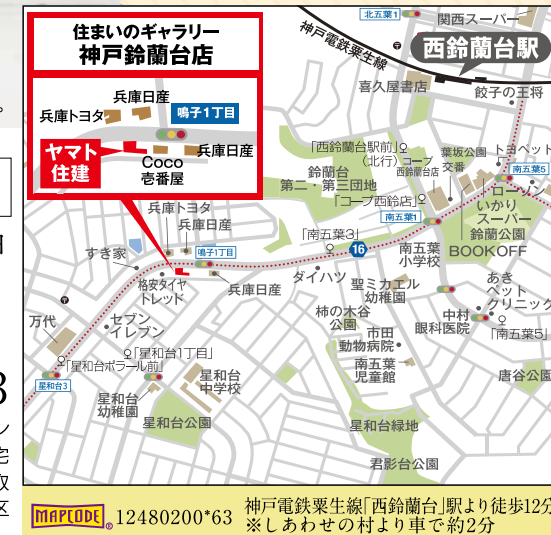 住まいのギャラリー
神戸鈴蘭台店
兵庫日産
兵庫トヨタ
鳴子1丁目
ヤマト
住建
兵庫日産
Coco
壱番屋
北五葉1
関西スーパー
神戸電鉄粟生線
西鈴蘭台駅
喜久屋書店
餃子の王将
「西鈴蘭台駅前」
(北行)
コープ
西鈴蘭台店
葉坂公園
交番
トヨペット
南五葉5
鈴蘭台
第二・第三団地
「コープ西鈴」
ローソン
いかり
スーパー
鈴蘭公園
南五葉1
兵庫トヨタ
兵庫日産
「南五葉3」
16
南五葉
小学校
BOOKOFF
すき家
鳴子1丁目
格安タイヤ
トレッド
兵庫日産
ダイハツ
聖ミカエル
幼稚園
あき
ペット
クリニック
柿の木谷
公園
中村
眼科医院
「南五葉5」
万代
セブン
イレブン
市田
動物病院
「星和台1丁目」
「星和台ポラール前」
南五葉
児童館
唐谷公園
星和台3
星和台
中学校
星和台
幼稚園
星和台公園
星和台緑地
君影台公園
MAPCODE® 12480200*63
神戸電鉄粟生線「西鈴蘭台」駅より徒歩12分
※しあわせの村より車で約2分
3
ン
宅
取
区